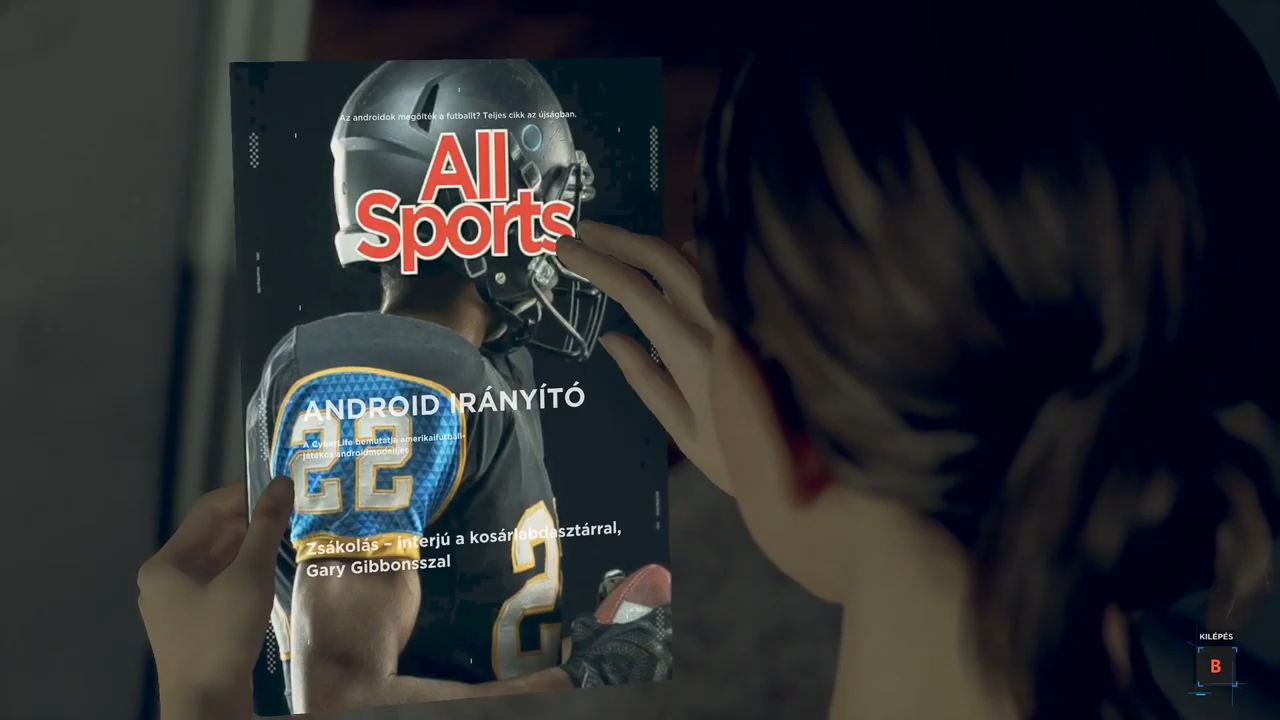 Az androidok megölték a futballt? Teljes cikk az újságban.
All
Sports
ANDROID IRÁNYÍTÓ
22
A CyberLife bemutatja amerikaifutball-
játékos androidmodelljét
Zsákolás – interjú a kosárlabdasztárral,
Gary Gibbonsszal
2
KILÉPÉS
B